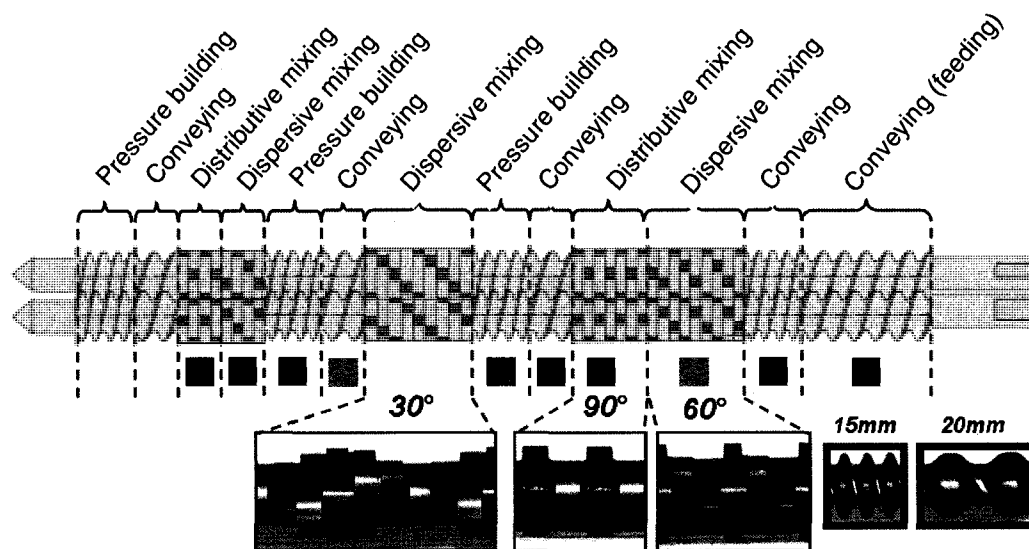 Pressure building
Conveying
Distributive mixing
Dispersive mixing
Pressure building
Conveying
Dispersive mixing
Pressure building
Conveying
Distributive mixing
Dispersive mixing
Conveying
Conveying (feeding)
30°
90°
60°
15mm
20mm